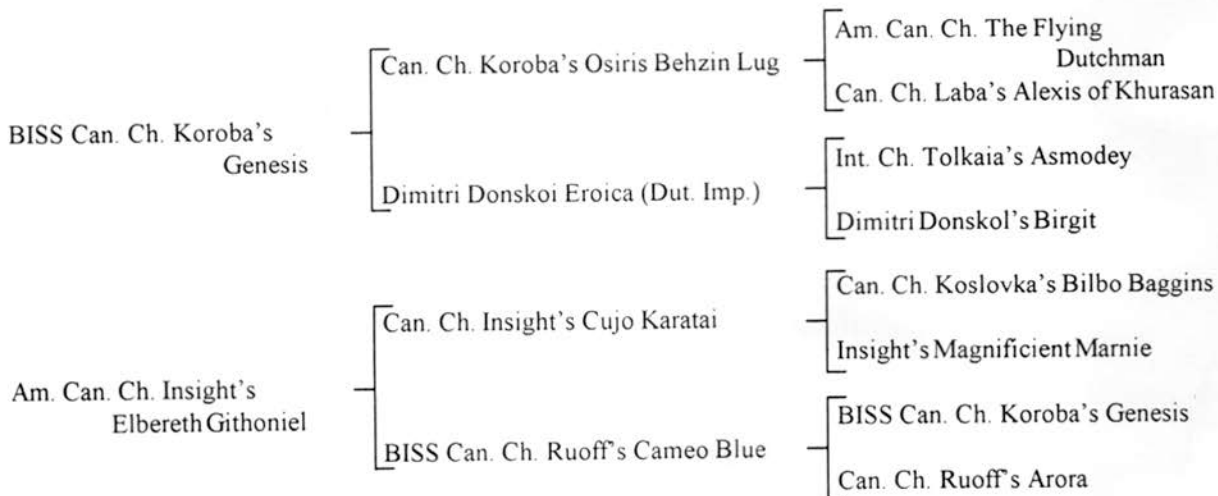 Am. Can. Ch. The Flying
Dutchman
Can. Ch. Koroba's Osiris Behzin Lug
Can. Ch. Laba's Alexis of Khurasan
BISS Can. Ch. Koroba's
Genesis
Int. Ch. Tolkaia's Asmodey
Dimitri Donskoi Eroica (Dut. Imp.)
Dimitri Donskol's Birgit
Can. Ch. Koslovka's Bilbo Baggins
Can. Ch. Insight's Cujo Karatai
Insight's Magnificient Marnie
Am. Can. Ch. Insight's
Elbereth Githoniel
BISS Can. Ch. Koroba's Genesis
BISS Can. Ch. Ruoff's Cameo Blue
Can. Ch. Ruoff's Arora